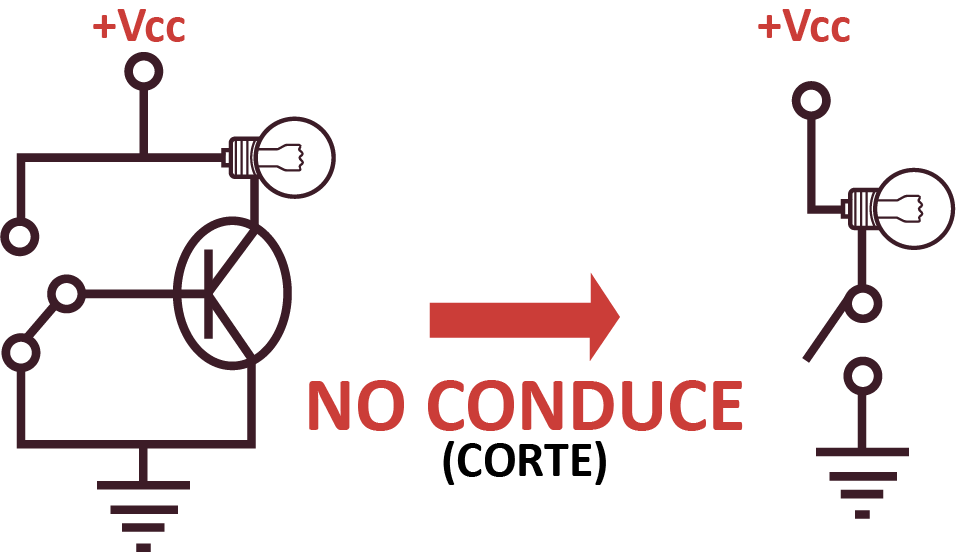 +Vcc
+Vcc
NO CONDUCE
(CORTE)